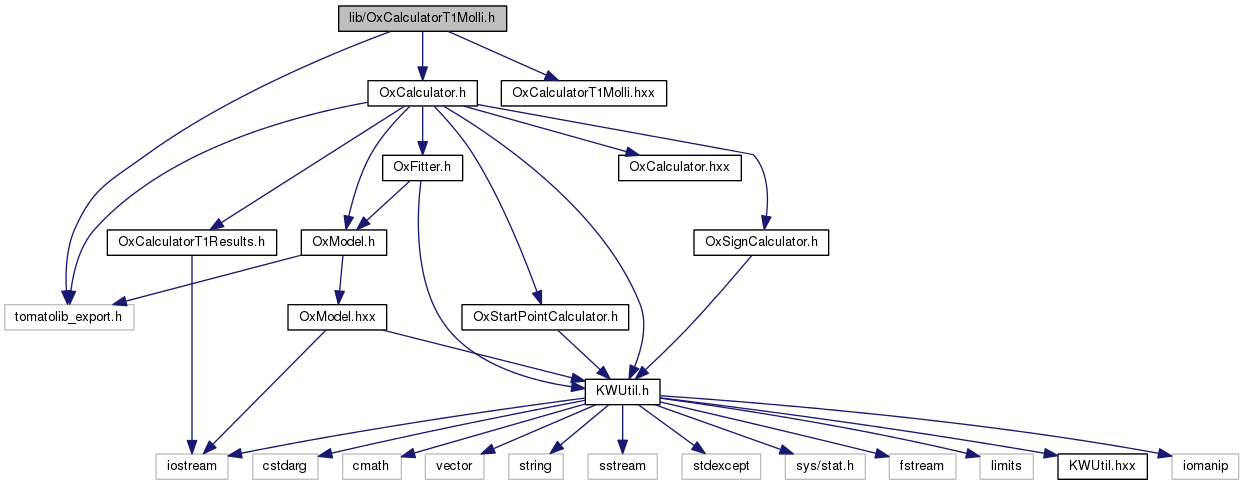 lib/OxCalculatorT1Molli.h
OxCalculator.h
OxCalculatorT1Molli.hxx
OxFitter.h
OxCalculator.hxx
OxCalculatorT1Results.h
OxModel.h
OxSignCalculator.h
tomatolib_export.h
OxModel.hxx
OxStartPointCalculator.h
KWUtil.h
iostream
cstdarg
cmath
vector
string
sstream
stdexcept
sys/stat.h
fstream
limits
KWUtil.hxx
iomanip